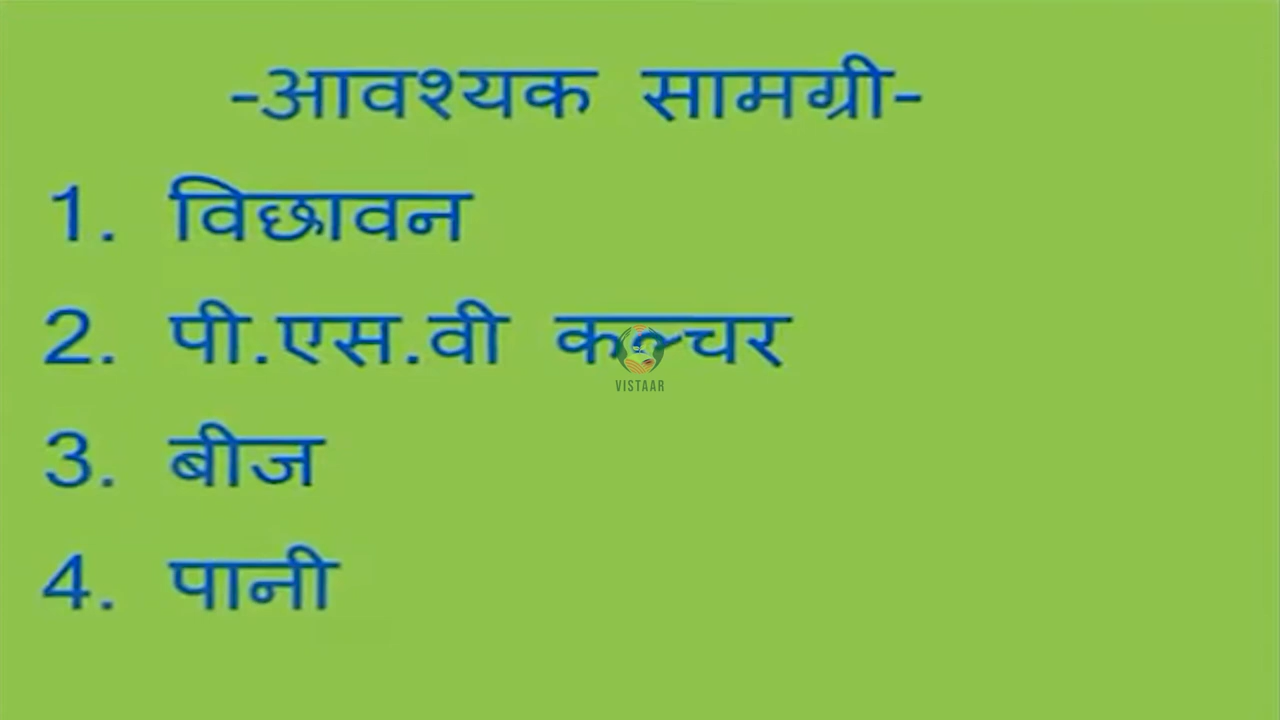 -आवश्यक सामग्री-
1. विछावन
2. पी.एस.वी कल्चर
VISTAAR
3. बीज
4. पानी